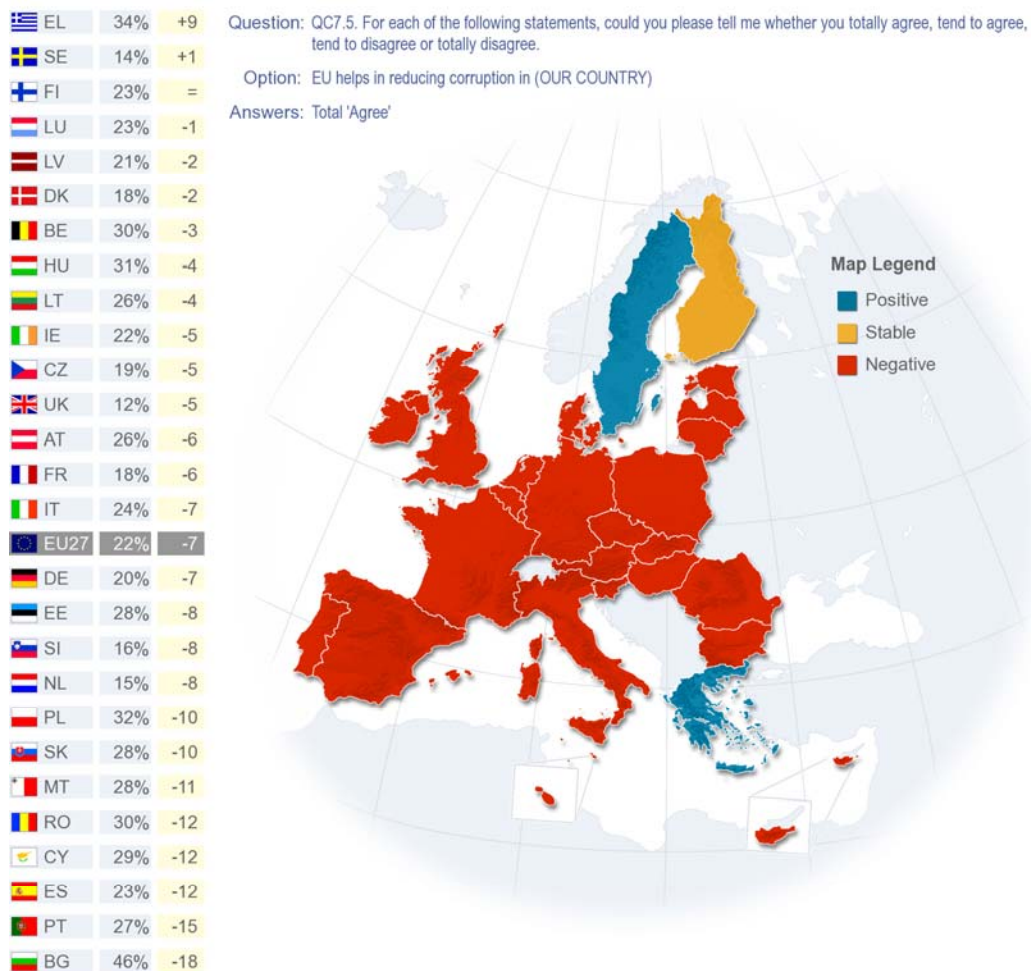 Question: QC7.5. For each of the following statements, could you please tell me whether you totally agree, tend to agree,
tend to disagree or totally disagree.
Option: EU helps in reducing corruption in (OUR COUNTRY)
Answers: Total 'Agree'
EL 34% +9
SE 14% +1
FI 23% =
LU 23% -1
LV 21% -2
DK 18% -2
BE 30% -3
HU 31% -4
LT 26% -4
IE 22% -5
CZ 19% -5
UK 12% -5
AT 26% -6
FR 18% -6
IT 24% -7
EU27 22% -7
DE 20% -7
EE 28% -8
SI 16% -8
NL 15% -8
PL 32% -10
SK 28% -10
MT 28% -11
RO 30% -12
CY 29% -12
ES 23% -12
PT 27% -15
BG 46% -18
Map Legend
Positive
Stable
Negative